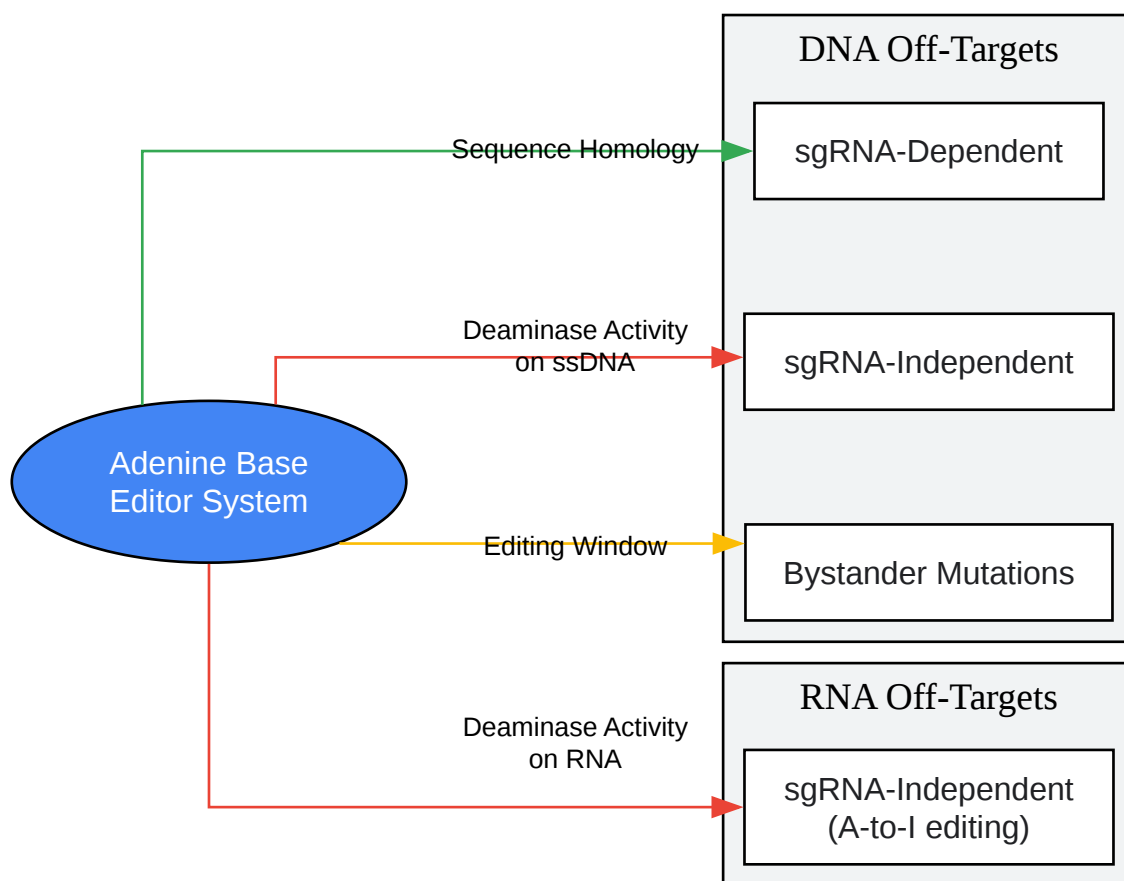 DNA Off-Targets
Sequence Homology
sgRNA-Dependent
Deaminase Activity
on ssDNA
sgRNA-Independent
Adenine Base
Editor System
Editing Window
Bystander Mutations
RNA Off-Targets
Deaminase Activity
on RNA
sgRNA-Independent
(A-to-I editing)